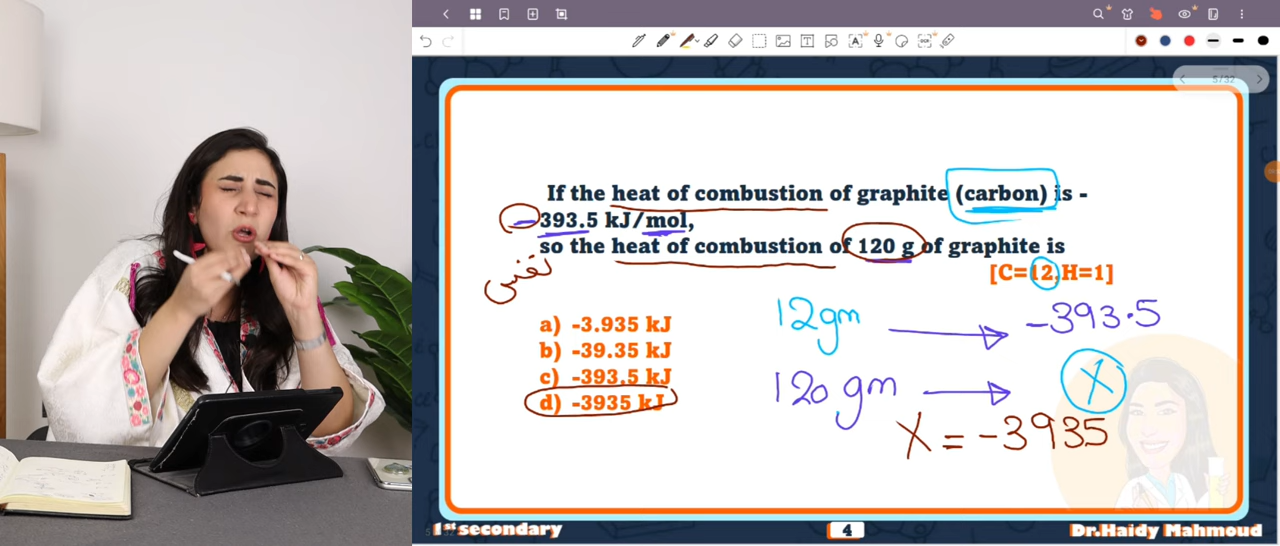 5/32
If the heat of combustion of graphite (carbon) is -
393.5 kJ/mol,
so the heat of combustion of 120 g of graphite is
[C=12,H=1]
a) -3.935 kJ
b) -39.35 kJ
c) -393.5 kJ
d) -3935 kJ
12gm → -393.5
120 gm → X
X = -3935
1st secondary
4
Dr.Haidy Mahmoud